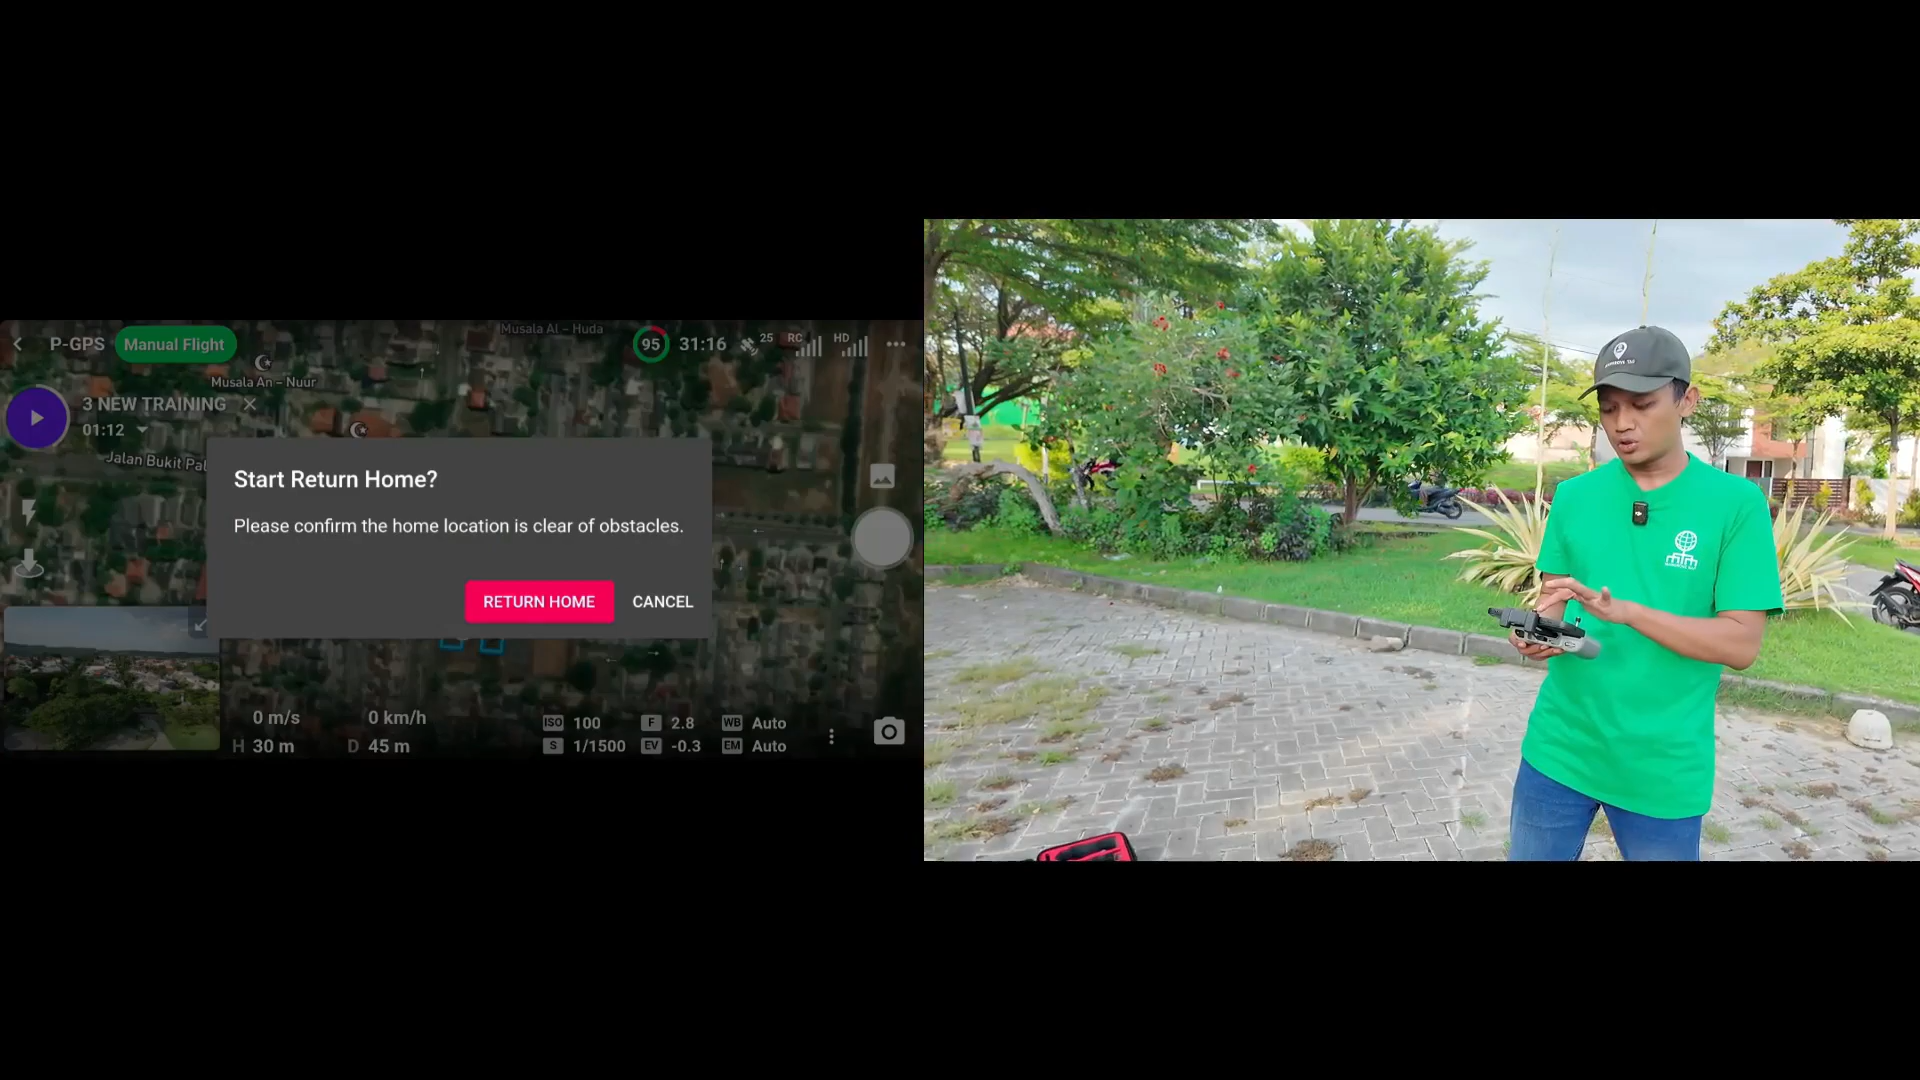 Musala Al – Huda
P-GPS
Manual Flight
95
31:16
25
RC
HD
Musala An – Nuur
3 NEW TRAINING
01:12
Jalan Bukit Pal
Start Return Home?
Please confirm the home location is clear of obstacles.
RETURN HOME
CANCEL
0 m/s
0 km/h
ISO 100
F 2.8
WB Auto
H 30 m
D 45 m
S 1/1500
EV -0.3
EM Auto